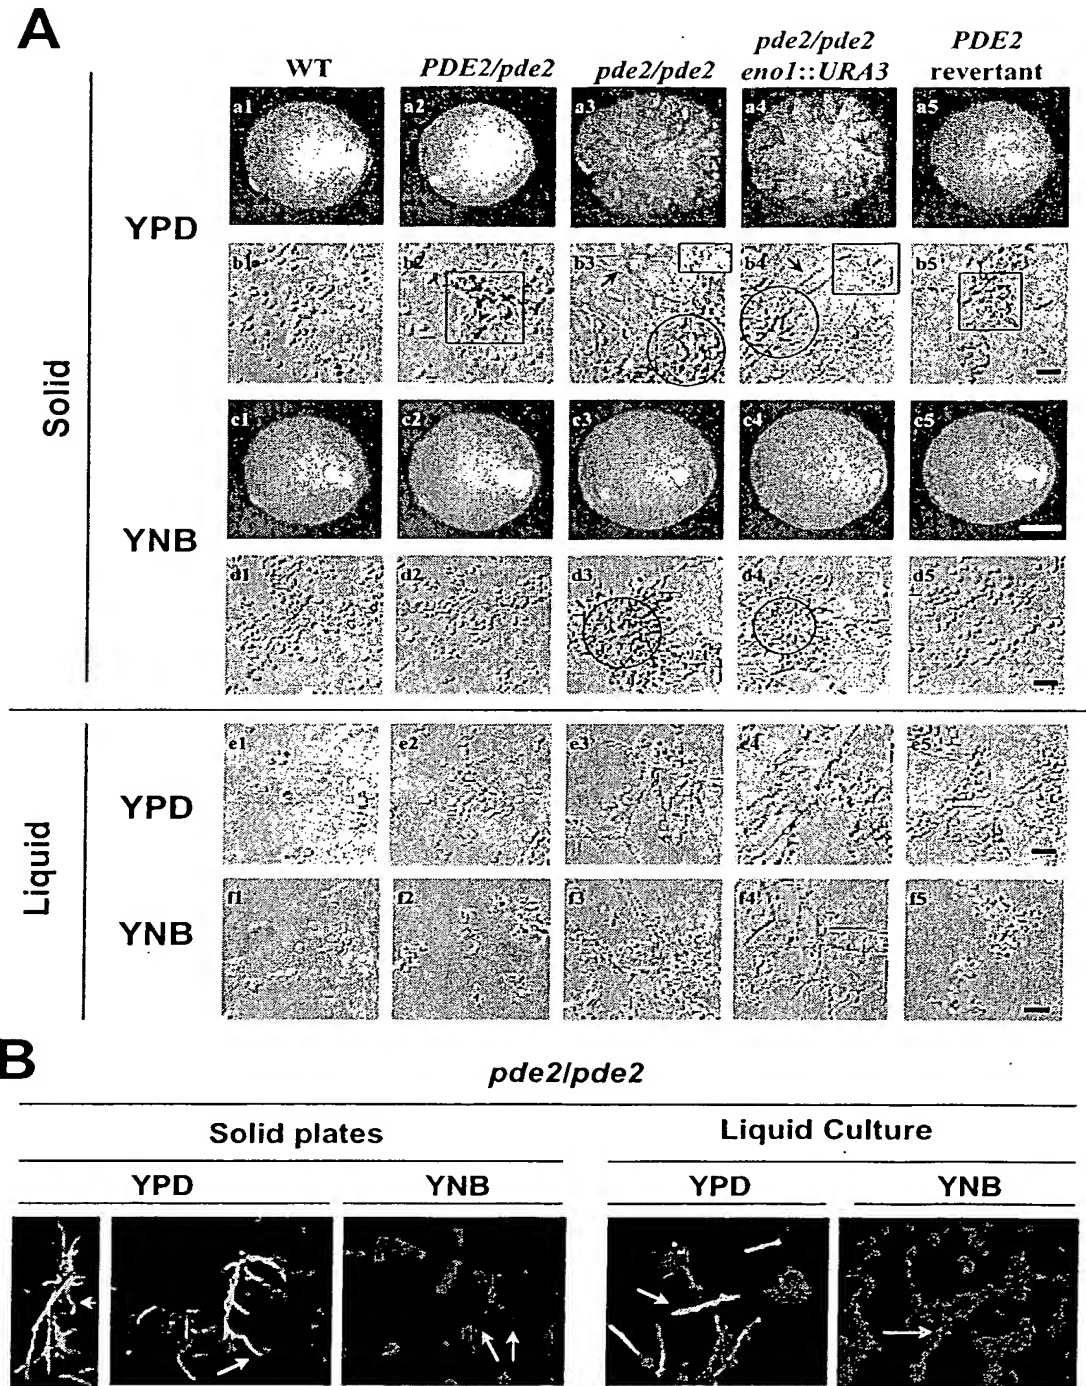 A
WT
PDE2/pde2
pde2/pde2
pde2/pde2
eno1::URA3
PDE2
revertant
Solid
YPD
a1 a2 a3 a4 a5
b1 b2 b3 b4 b5
YNB
c1 c2 c3 c4 c5
d1 d2 d3 d4 d5
Liquid
YPD
e1 e2 e3 e4 e5
YNB
f1 f2 f3 f4 f5
B
pde2/pde2
Solid plates
Liquid Culture
YPD
YNB
YPD
YNB